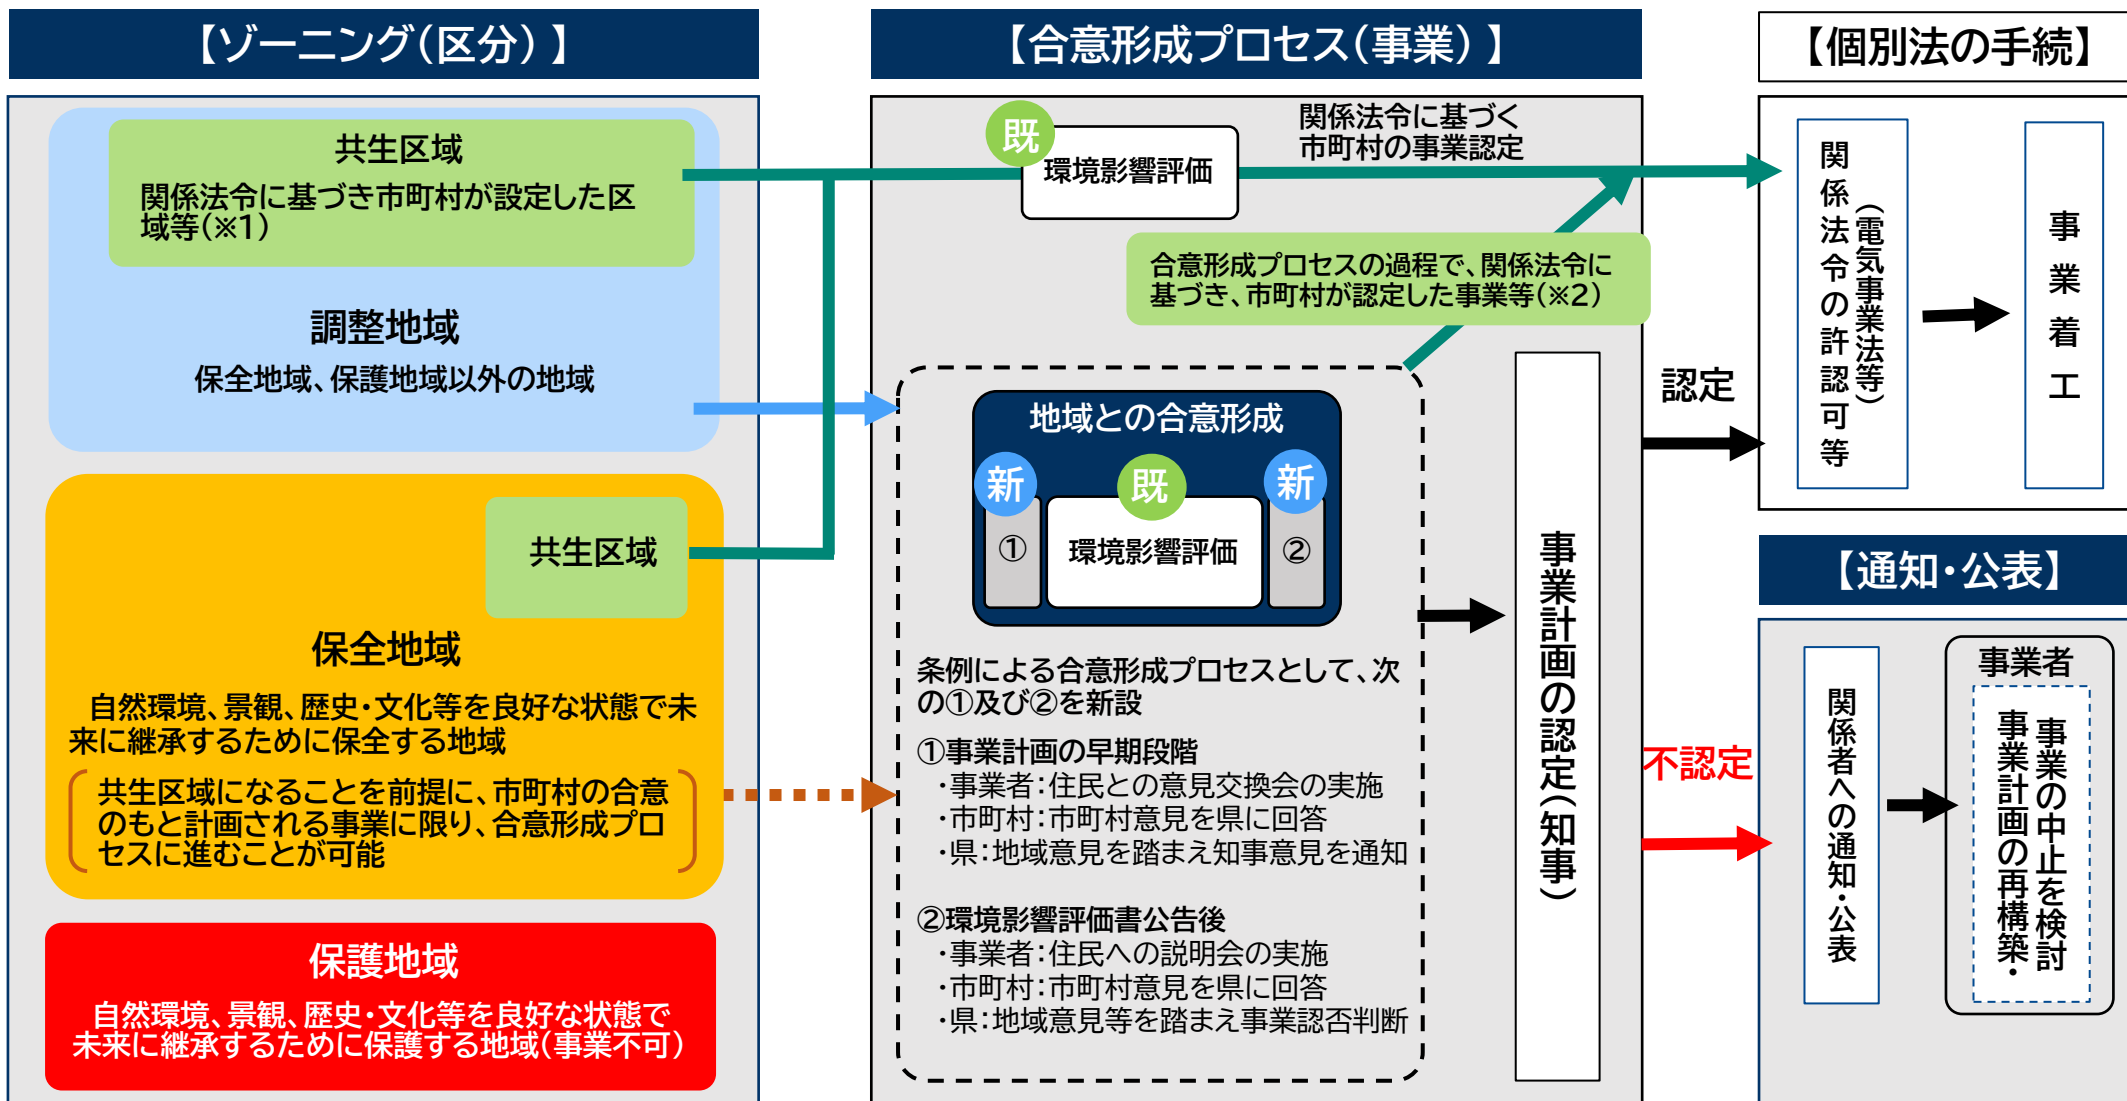 【ゾーニング(区分)】
共生区域
関係法令に基づき市町村が設定した区
域等(※1)
調整地域
保全地域、保護地域以外の地域
共生区域
保全地域
自然環境、景観、歴史・文化等を良好な状態で未
来に継承するために保全する地域
共生区域になることを前提に、市町村の合意
のもと計画される事業に限り、合意形成プロ
セスに進むことが可能
保護地域
自然環境、景観、歴史・文化等を良好な状態で
未来に継承するために保護する地域(事業不可)
【合意形成プロセス(事業)】
既
環境影響評価
関係法令に基づく
市町村の事業認定
合意形成プロセスの過程で、関係法令に
基づき、市町村が認定した事業等(※2)
地域との合意形成
新
既
新
①
環境影響評価
②
条例による合意形成プロセスとして、次
の①及び②を新設
①事業計画の早期段階
・事業者:住民との意見交換会の実施
・市町村:市町村意見を県に回答
・県:地域意見を踏まえ知事意見を通知
②環境影響評価書公告後
・事業者:住民への説明会の実施
・市町村:市町村意見を県に回答
・県:地域意見等を踏まえ事業認否判断
事業計画の認定(知事)
認定
不認定
【個別法の手続】
関係法令の許認可等
(電気事業法等)
事業着工
【通知・公表】
関係者への通知・公表
事業者
事業計画の再構築・
事業の中止を検討